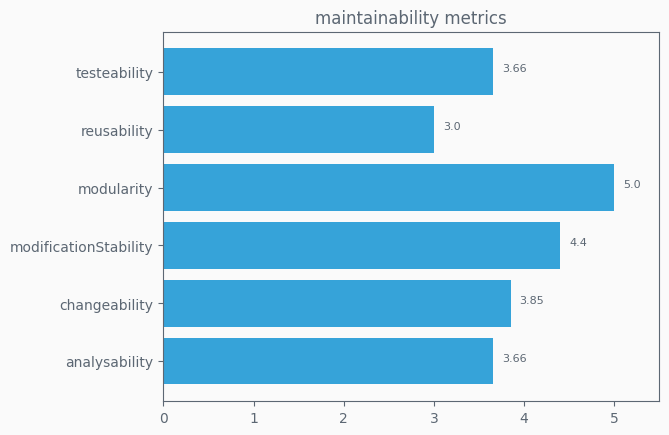 maintainability metrics
testeability
3.66
reusability
3.0
modularity
5.0
modificationStability
4.4
changeability
3.85
analysability
3.66
0 1 2 3 4 5